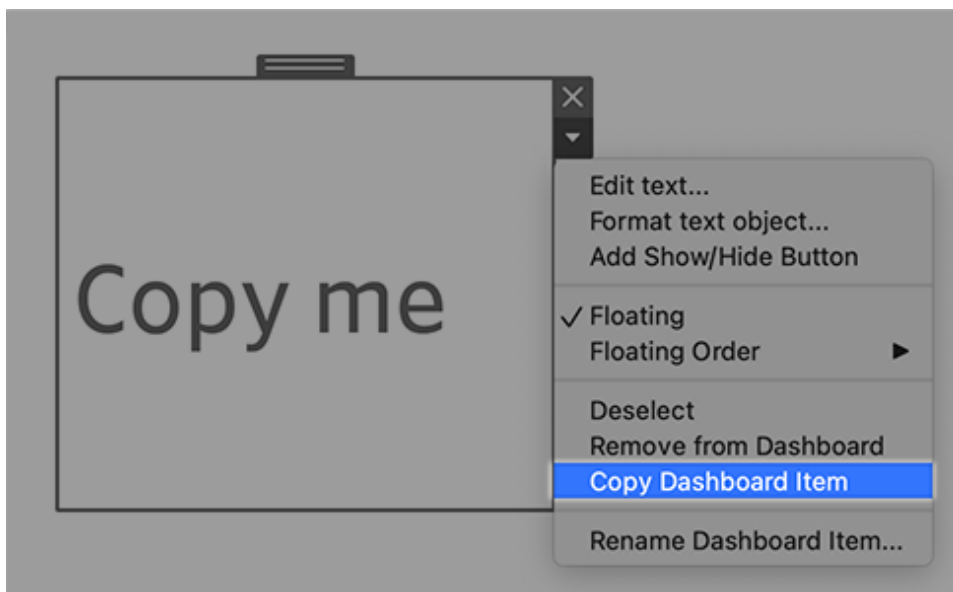 Copy me
Edit text...
Format text object...
Add Show/Hide Button
Floating
Floating Order
Deselect
Remove from Dashboard
Copy Dashboard Item
Rename Dashboard Item...